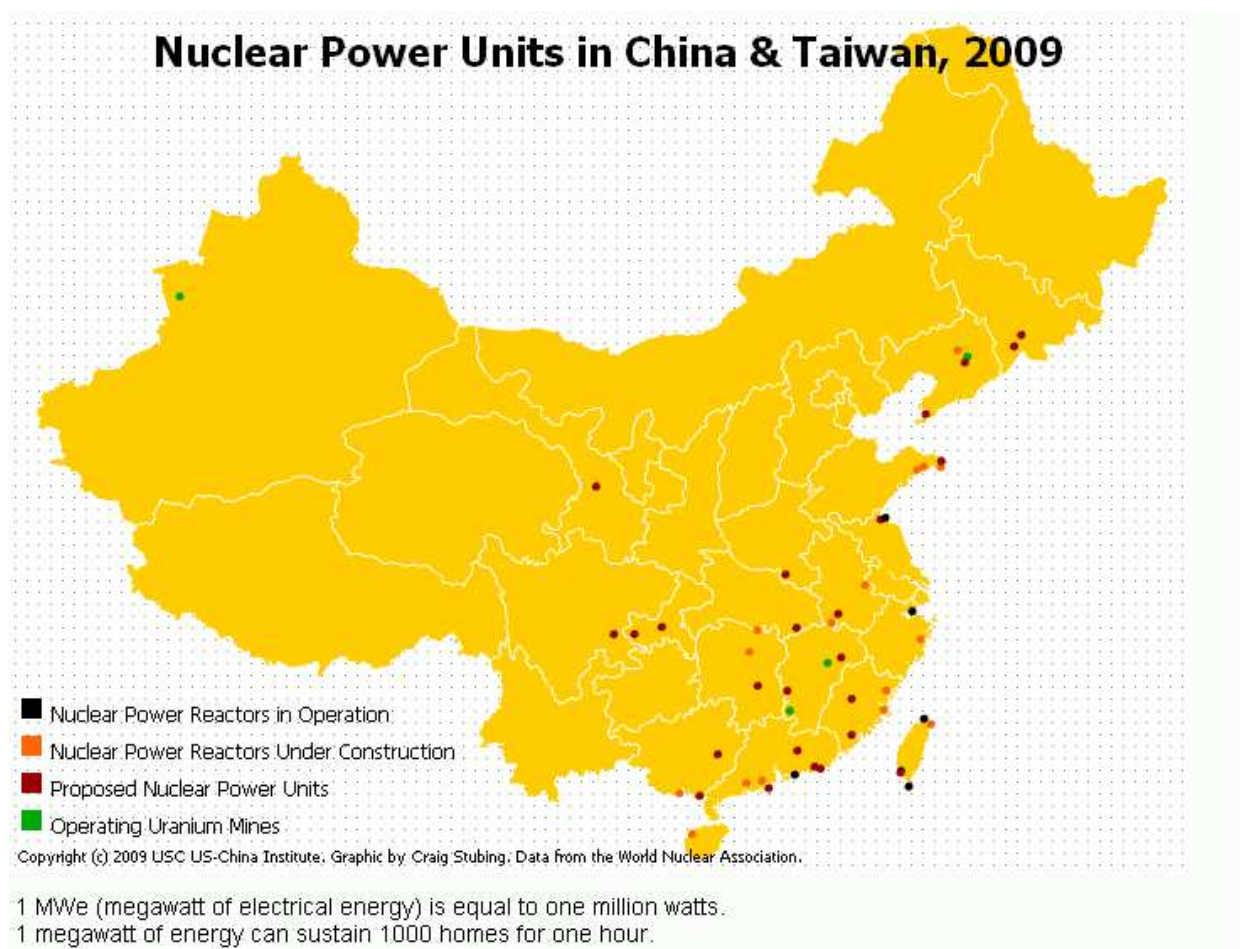 Nuclear Power Units in China & Taiwan, 2009
Nuclear Power Reactors in Operation
Nuclear Power Reactors Under Construction
Proposed Nuclear Power Units
Operating Uranium Mines
Copyright (c) 2009 USC US-China Institute. Graphic by Craig Stubing. Data from the World Nuclear Association.
1 MWe (megawatt of electrical energy) is equal to one million watts.
1 megawatt of energy can sustain 1000 homes for one hour.